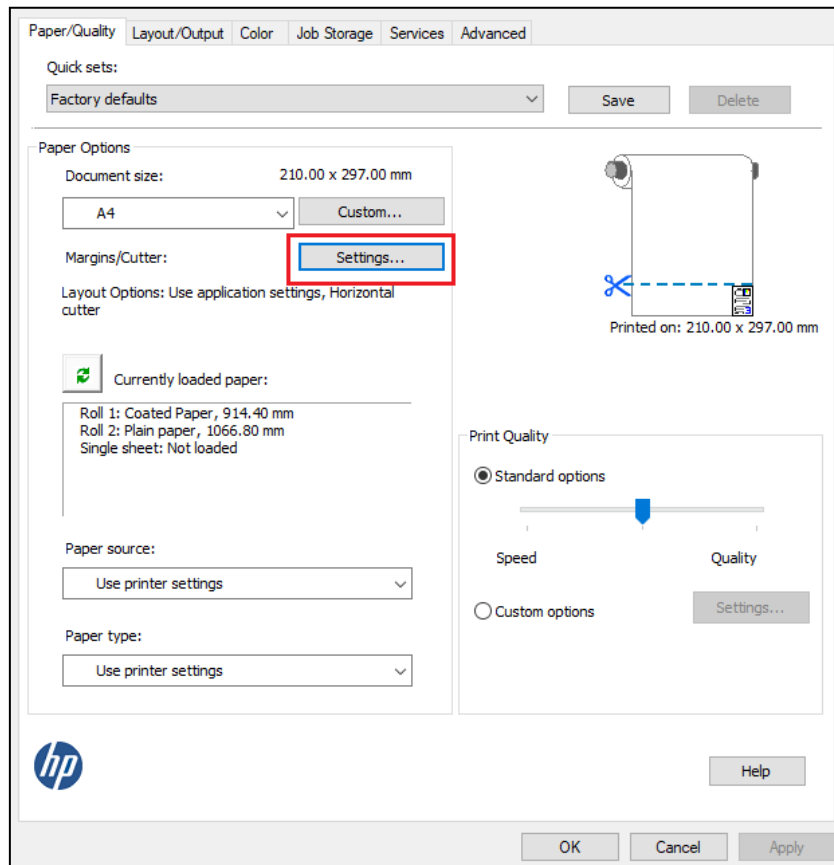 Paper/Quality Layout/Output Color Job Storage Services Advanced
Quick sets:
Factory defaults Save Delete
Paper Options
Document size: 210.00 x 297.00 mm
A4 Custom...
Margins/Cutter: Settings...
Layout Options: Use application settings, Horizontal
cutter
Printed on: 210.00 x 297.00 mm
Currently loaded paper:
Roll 1: Coated Paper, 914.40 mm
Roll 2: Plain paper, 1066.80 mm
Single sheet: Not loaded
Print Quality
Standard options
Speed Quality
Custom options Settings...
Paper source:
Use printer settings
Paper type:
Use printer settings
hp
Help
OK Cancel Apply